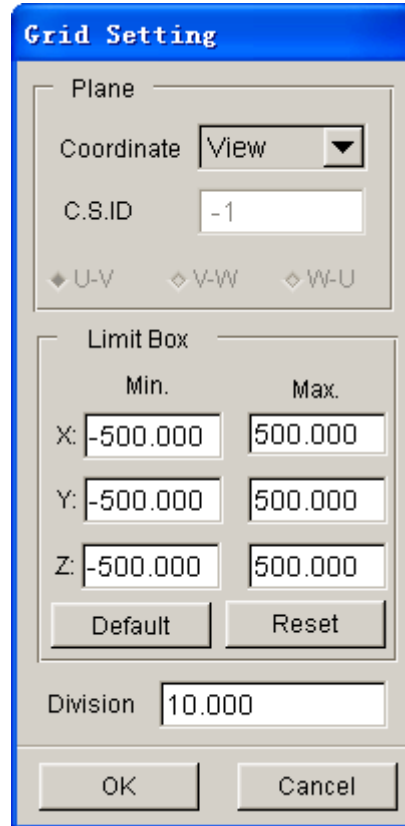 Grid Setting
Plane
Coordinate View
C.S.ID -1
U-V V-W W-U
Limit Box
Min. Max.
X: -500.000 500.000
Y: -500.000 500.000
Z: -500.000 500.000
Default Reset
Division 10.000
OK Cancel